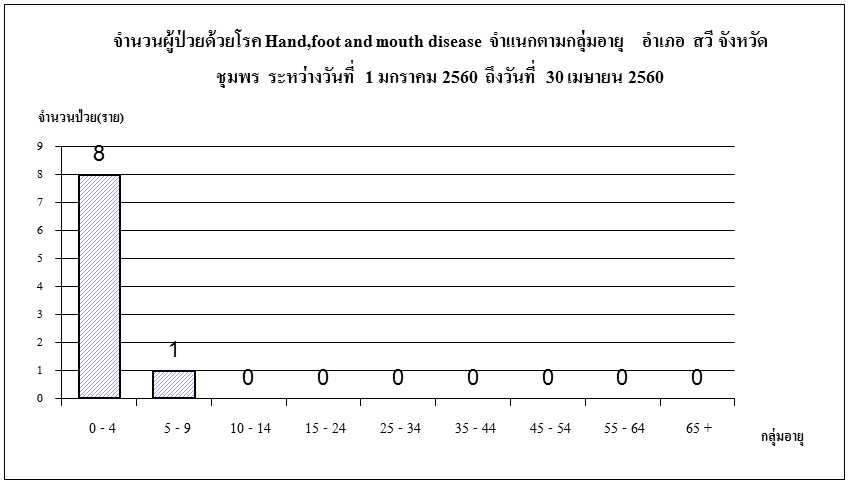 จำนวนผู้ป่วยด้วยโรค Hand,foot and mouth disease จำแนกตามกลุ่มอายุ อำเภอ สวี จังหวัด
ชุมพร ระหว่างวันที่ 1 มกราคม 2560 ถึงวันที่ 30 เมษายน 2560
จำนวนป่วย(ราย)
9
8
7
6
5
4
3
2
1
0
8 1 0 0 0 0 0 0 0
0 - 4 5 - 9 10 - 14 15 - 24 25 - 34 35 - 44 45 - 54 55 - 64 65 +
กลุ่มอายุ